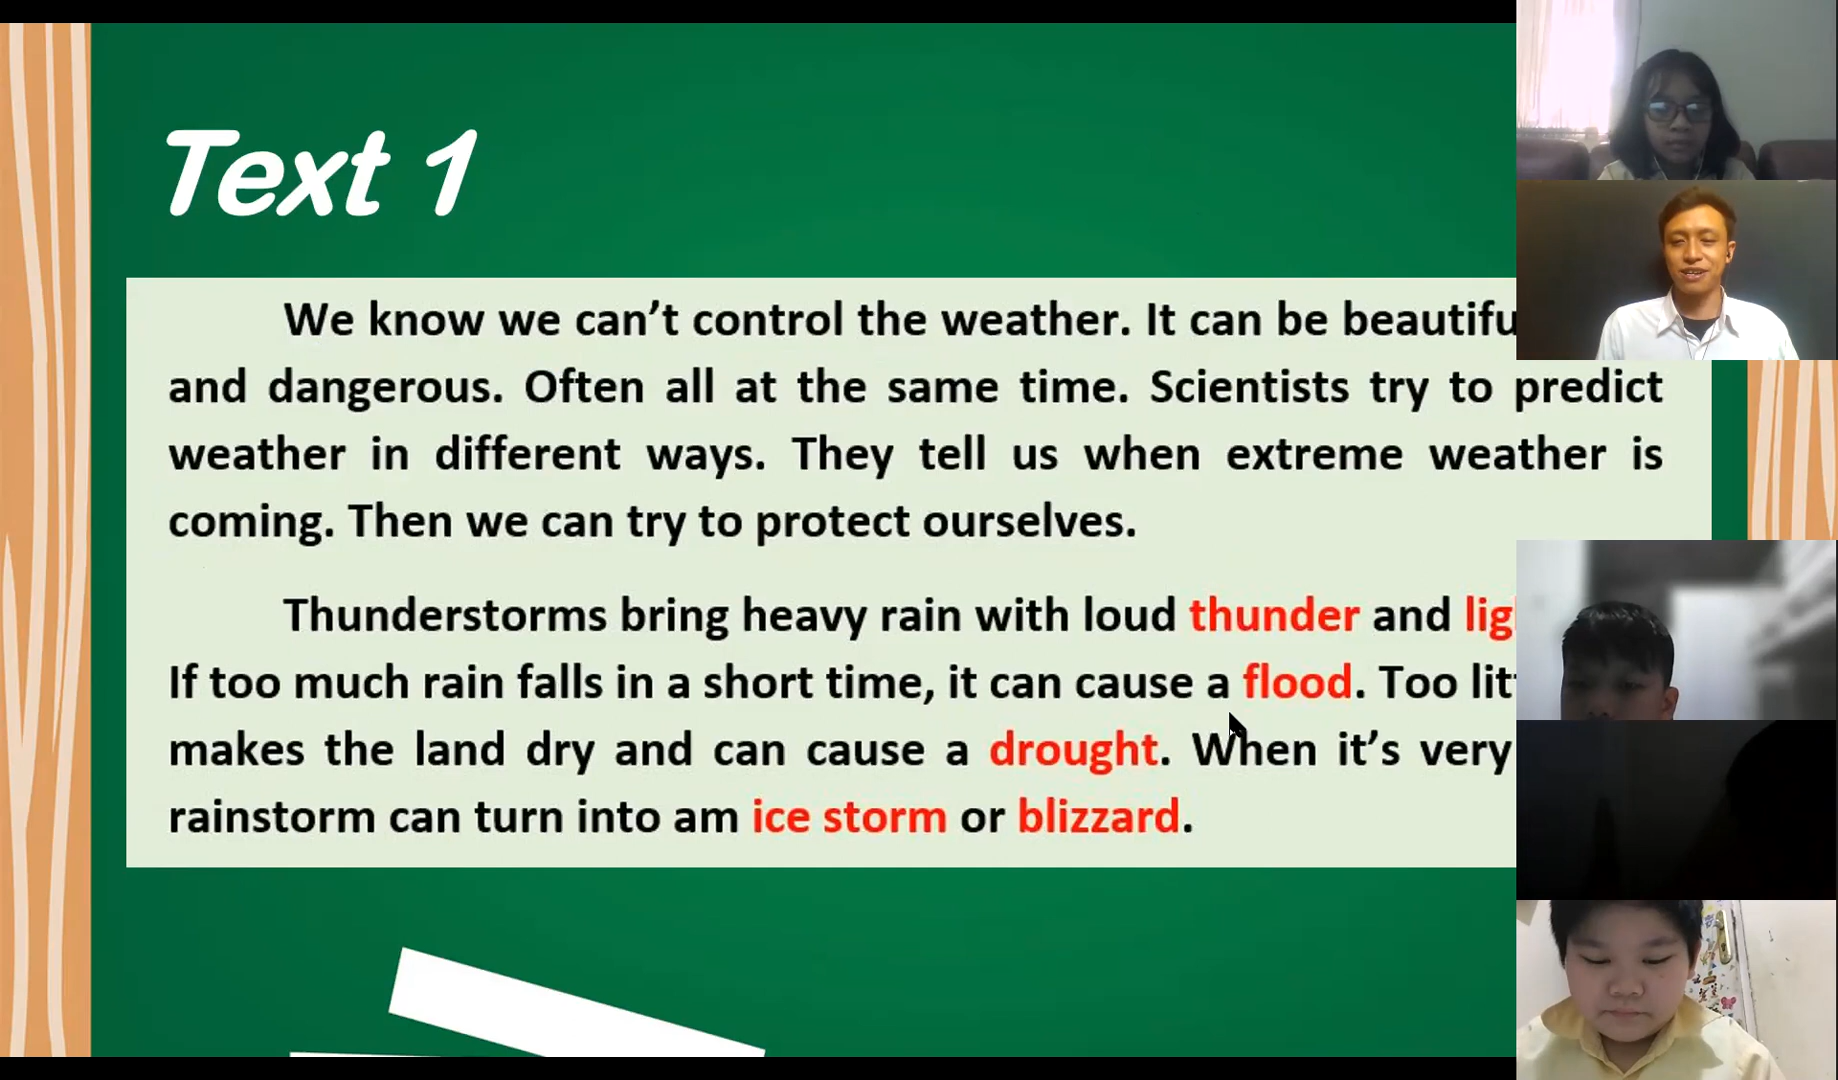 Text 1
We know we can't control the weather. It can be
and dangerous. Often all at the same time. Scientists try to predict
weather in different ways. They tell us when extreme weather is
coming. Then we can try to protect ourselves.
Thunderstorms bring heavy rain with loud thunder and
If too much rain falls in a short time, it can cause a flood. Too
makes the land dry and can cause a drought. When it's very
rainstorm can turn into am ice storm or blizzard.